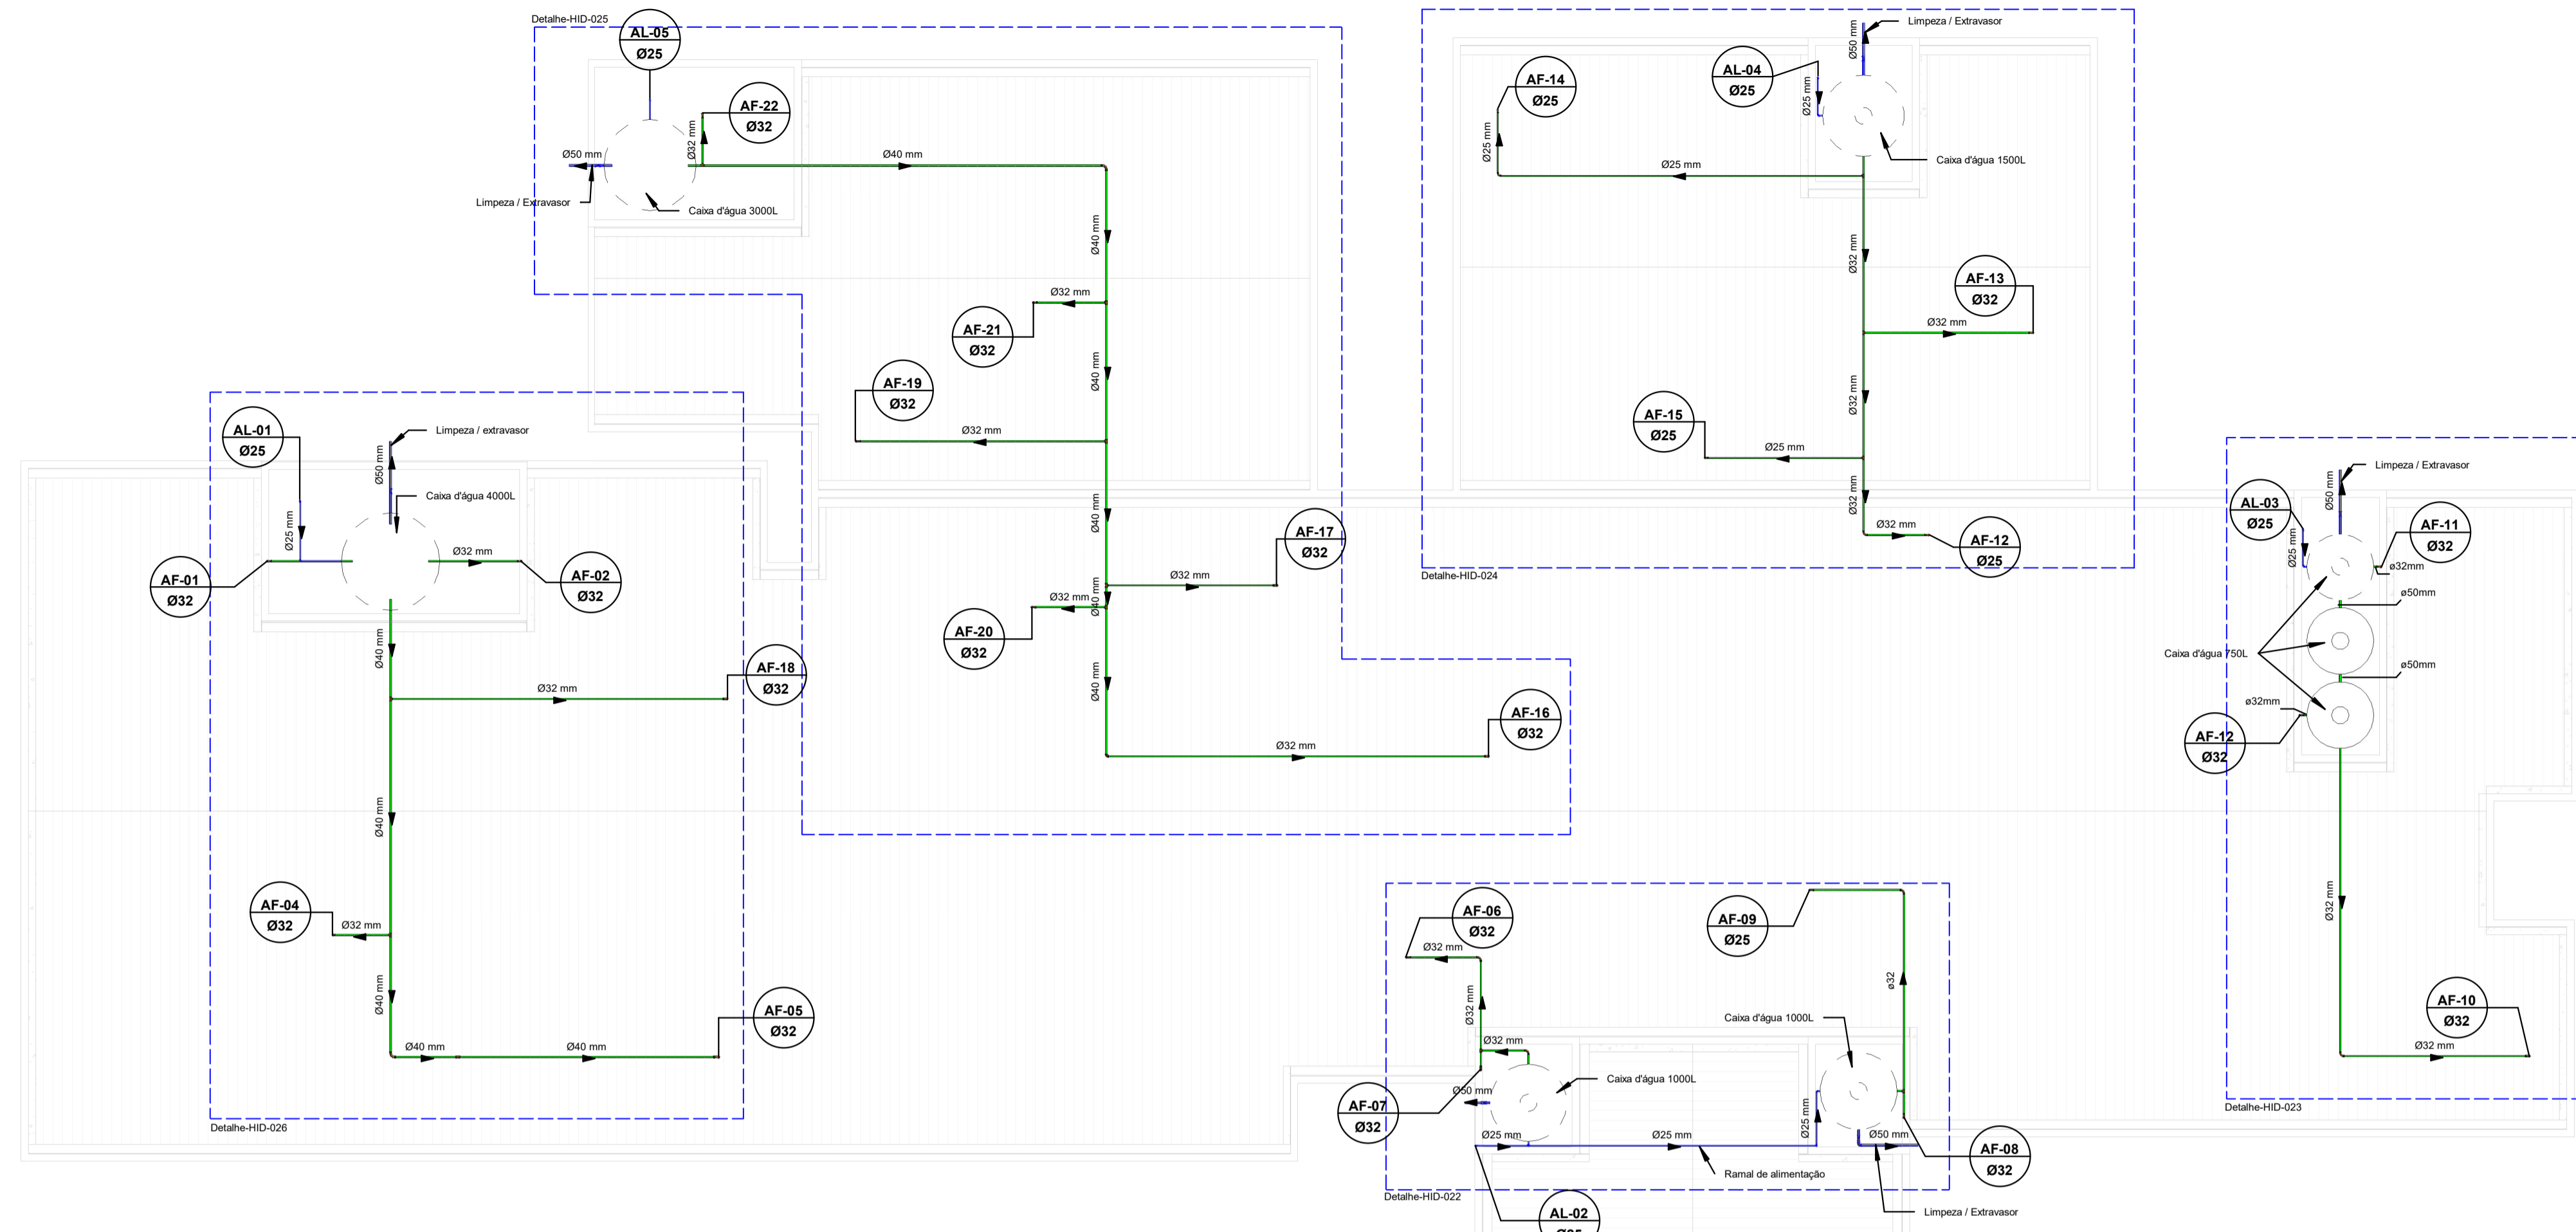 Detalhe-HID-025
AL-05
Ø25
AF-22
Ø32
Ø32 mm
Ø50 mm
Limpeza / Extravasor
Caixa d'água 3000L
Ø40 mm
Ø40 mm
Ø32 mm
AF-21
Ø32
Ø40 mm
AF-19
Ø32
Ø32 mm
Ø40 mm
AF-17
Ø32
Ø32 mm
Ø40 mm
Ø32 mm
AF-20
Ø32
Ø40 mm
AF-16
Ø32
Ø32 mm
Limpeza / Extravasor
Ø50 mm
AF-14
Ø25
AL-04
Ø25
Ø25 mm
Ø25 mm
Caixa d'água 1500L
Ø25 mm
Ø32 mm
AF-13
Ø32
Ø32 mm
Ø32 mm
AF-15
Ø25
Ø25 mm
Ø32 mm
Ø32 mm
AF-12
Ø25
Detalhe-HID-024
AL-01
Ø25
Limpeza / extravasor
Ø50 mm
Caixa d'água 4000L
Ø25 mm
Ø32 mm
AF-01
Ø32
AF-02
Ø32
Ø40 mm
AF-18
Ø32
Ø32 mm
Ø40 mm
AF-04
Ø32
Ø32 mm
Ø40 mm
AF-05
Ø32
Ø40 mm
Ø40 mm
Detalhe-HID-026
Limpeza / Extravasor
Ø50 mm
AL-03
Ø25
AF-11
Ø32
Ø25 mm
ø32mm
ø50mm
Caixa d'água 750L
ø50mm
ø32mm
AF-12
Ø32
Ø32 mm
AF-10
Ø32
Ø32 mm
Detalhe-HID-023
AF-06
Ø32
AF-09
Ø25
Ø32 mm
ø32
Ø32 mm
Caixa d'água 1000L
Ø32 mm
Caixa d'água 1000L
Ø50 mm
AF-07
Ø32
Ø25 mm
Ø25 mm
Ø25 mm
Ø50 mm
AF-08
Ø32
Ramal de alimentação
Detalhe-HID-022
AL-02
Limpeza / Extravasor